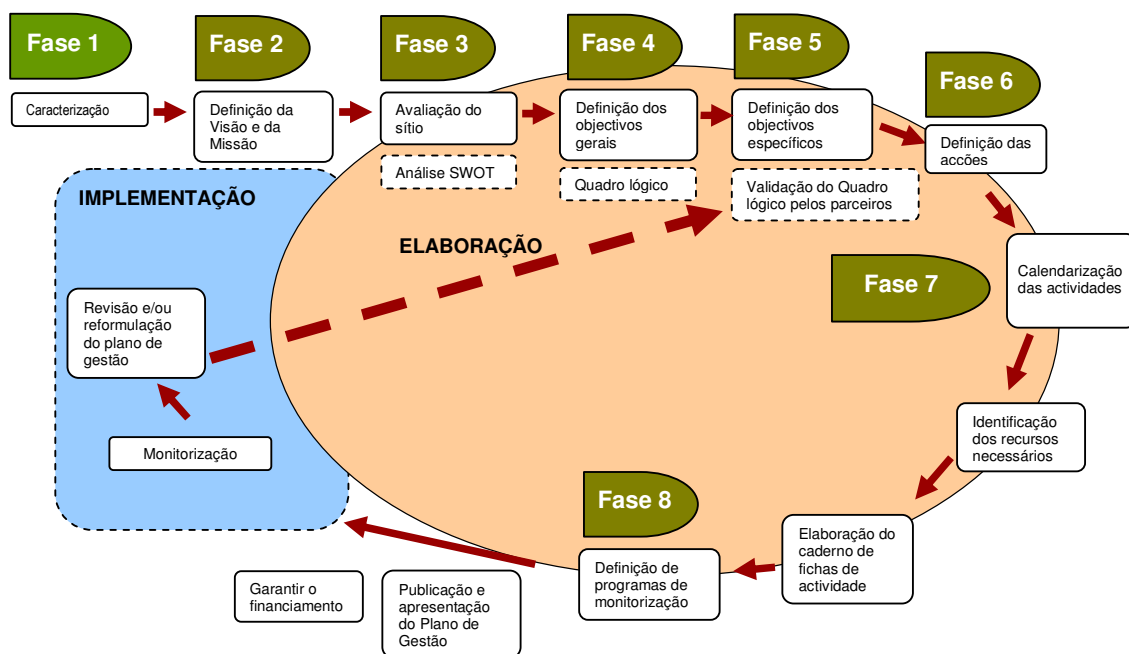 Fase 1
Fase 2
Fase 3
Fase 4
Fase 5
Fase 6
Caracterização
Definição da
Visão e da
Missão
Avaliação do
sítio
Análise SWOT
Definição dos
objectivos
gerais
Quadro lógico
Definição dos
objectivos
específicos
Validação do Quadro
lógico pelos parceiros
Definição das
accões
IMPLEMENTAÇÃO
ELABORAÇÃO
Fase 7
Calendarização
das actividades
Revisão e/ou
reformulação
do plano de
gestão
Monitorização
Identificação
dos recursos
necessários
Fase 8
Elaboração do
caderno de
fichas de
actividade
Definição de
programas de
monitorização
Publicação e
apresentação
do Plano de
Gestão
Garantir o
financiamento